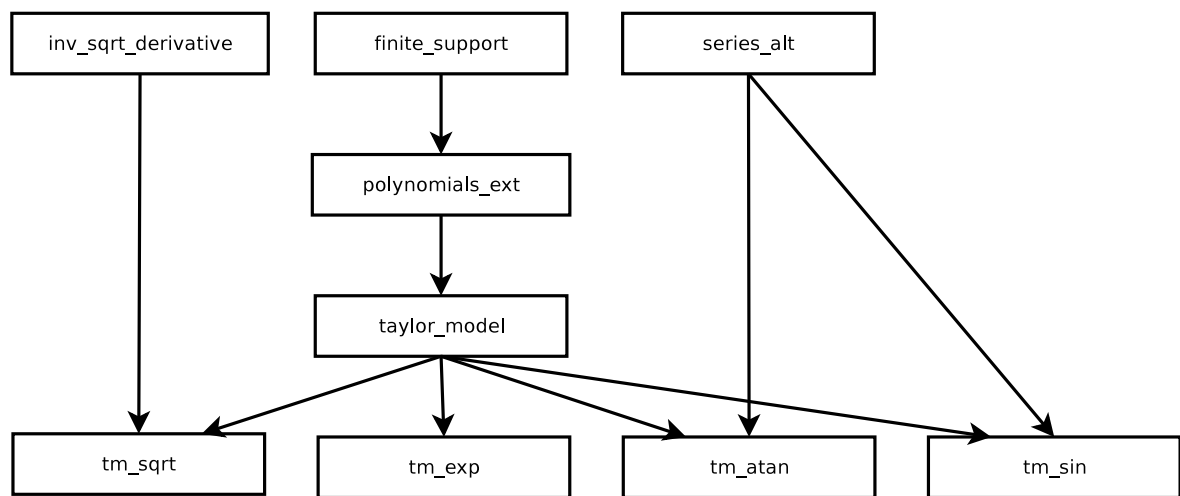 inv_sqrt_derivative
finite_support
series_alt
polynomials_ext
taylor_model
tm_sqrt
tm_exp
tm_atan
tm_sin